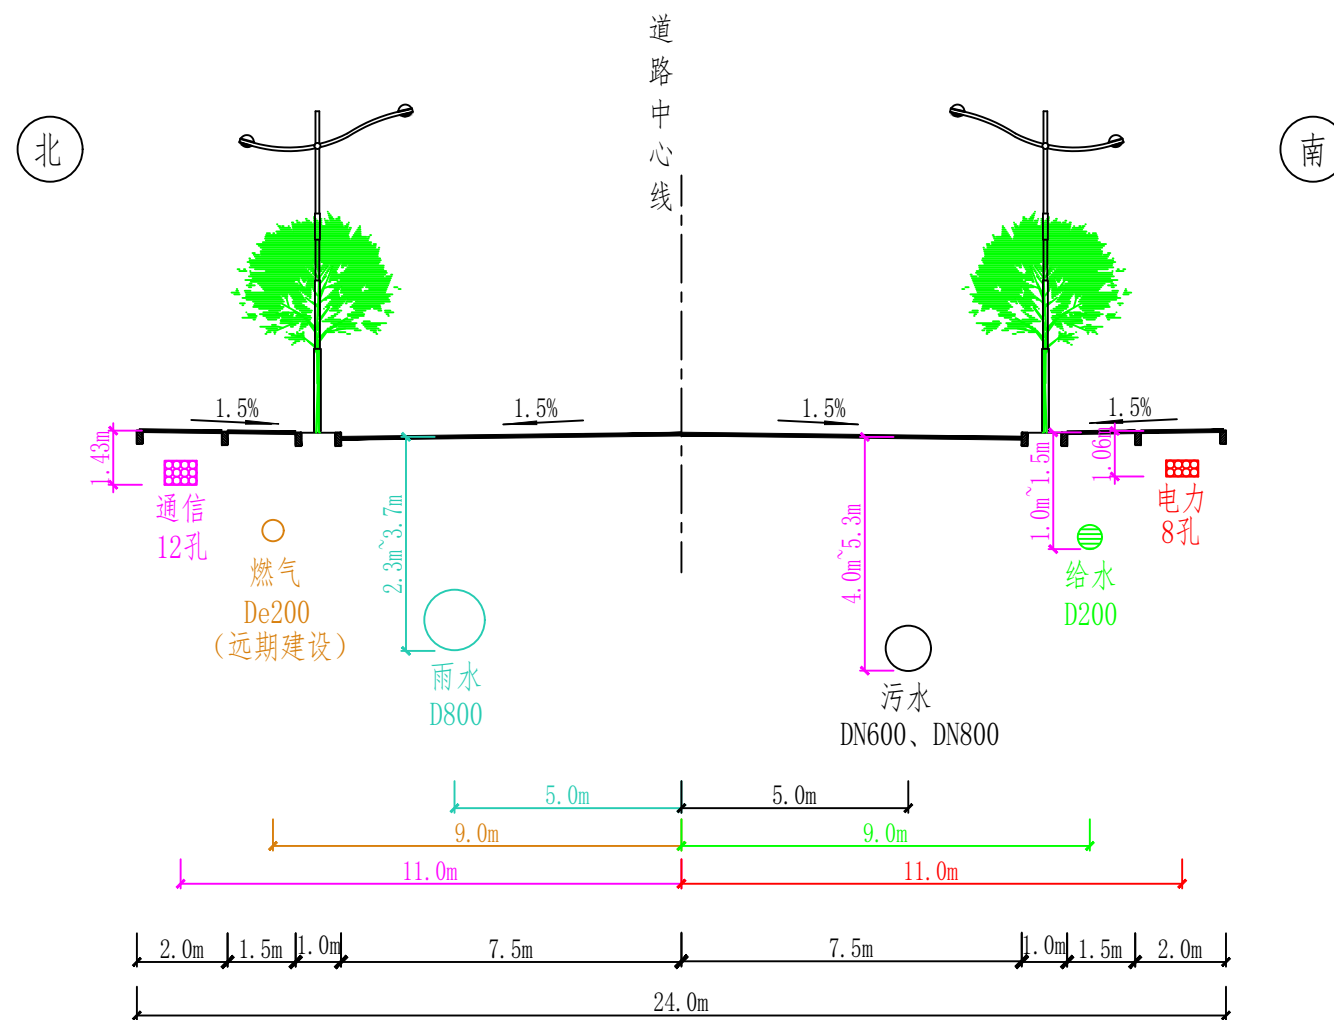 道路中心线
北
南
1.5%
1.5%
1.5%
1.5%
1.43m
2.3m~3.7m
4.0m~5.3m
1.0m~1.5m
1.06m
通信
12孔
燃气
De200
(远期建设)
雨水
D800
污水
DN600、DN800
给水
D200
电力
8孔
5.0m
5.0m
9.0m
9.0m
11.0m
11.0m
2.0m
1.5m
1.0m
7.5m
7.5m
1.0m
1.5m
2.0m
24.0m